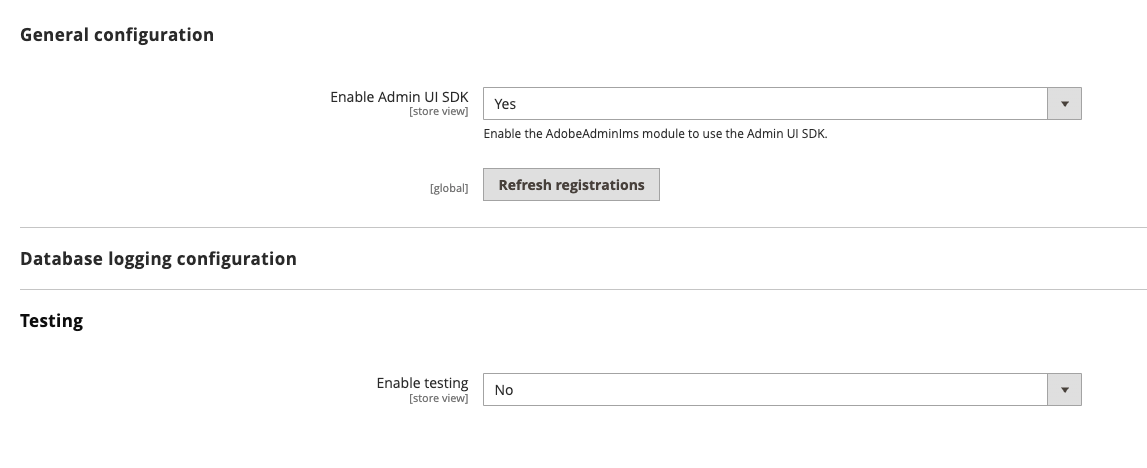 General configuration
Enable Admin UI SDK
[store view]
Yes
Enable the AdobeAdminIms module to use the Admin UI SDK.
[global]
Refresh registrations
Database logging configuration
Testing
Enable testing
[store view]
No